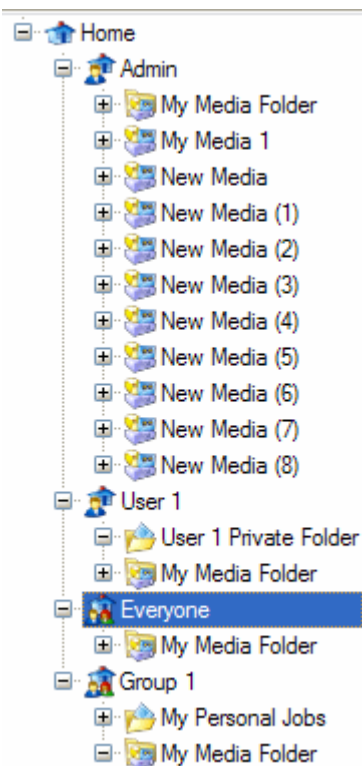 Home
Admin
My Media Folder
My Media 1
New Media
New Media (1)
New Media (2)
New Media (3)
New Media (4)
New Media (5)
New Media (6)
New Media (7)
New Media (8)
User 1
User 1 Private Folder
My Media Folder
Everyone
My Media Folder
Group 1
My Personal Jobs
My Media Folder